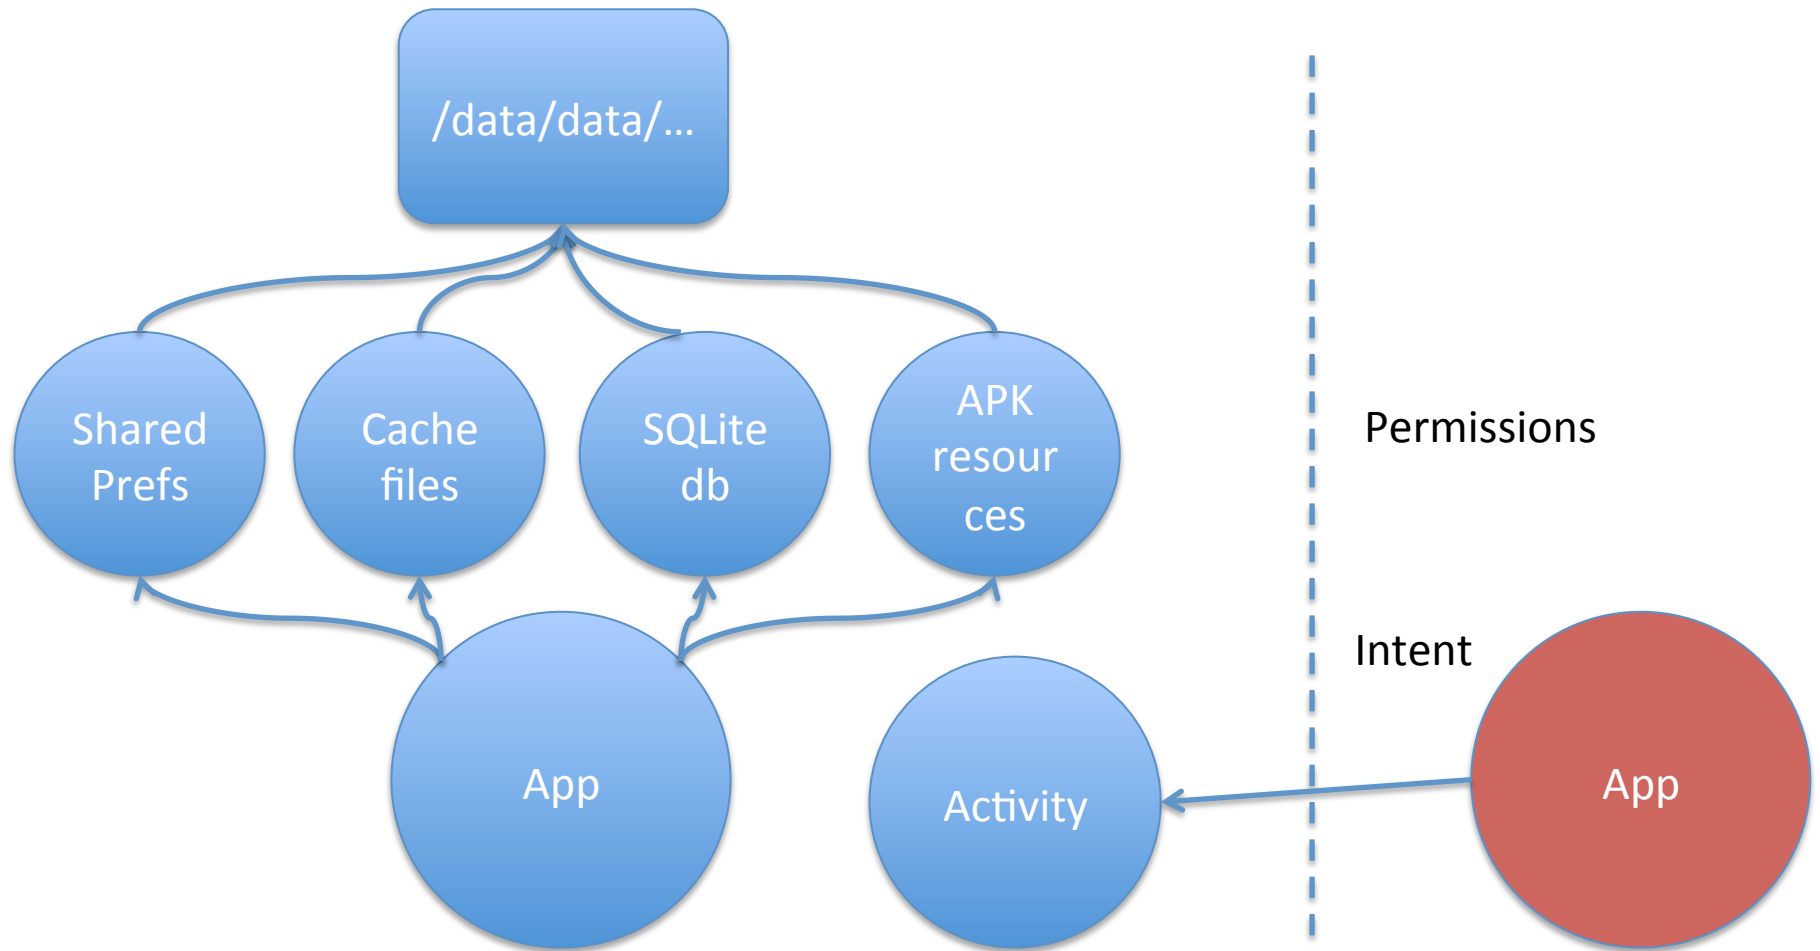 /data/data/…
Shared
Prefs
Cache
files
SQLite
db
APK
resour
ces
Permissions
Intent
App
Activity
App